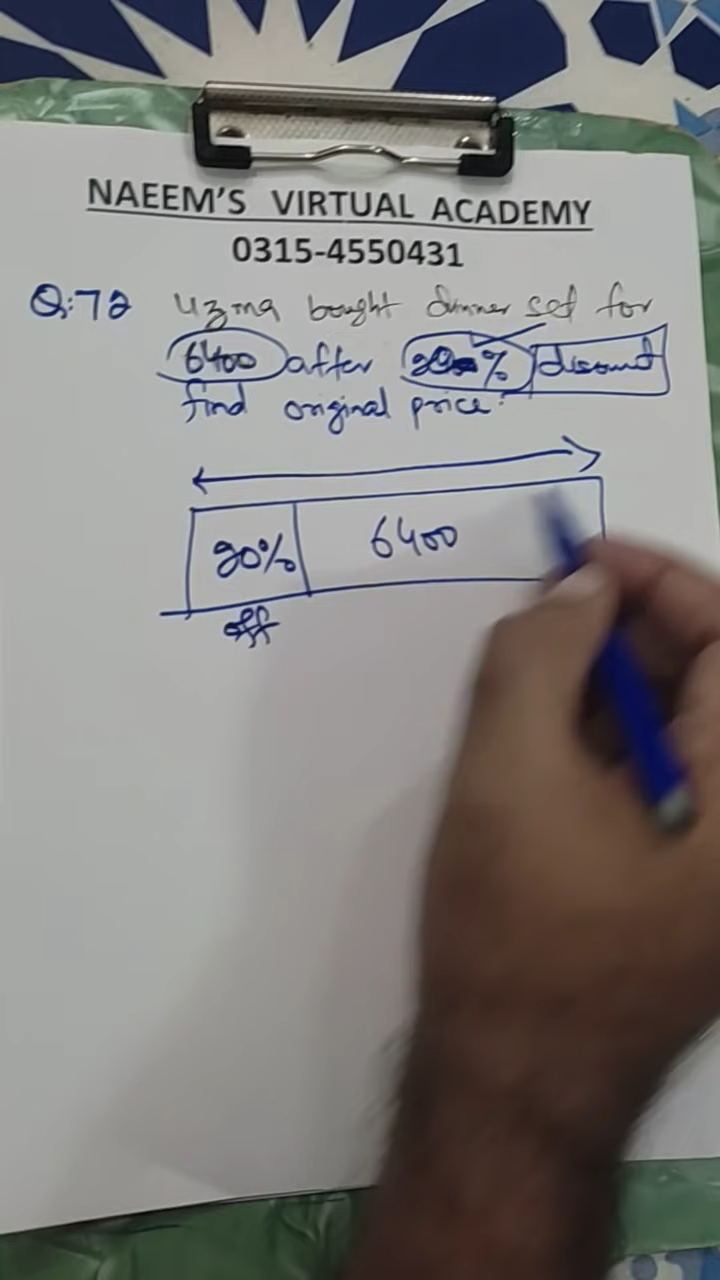 NAEEM'S VIRTUAL ACADEMY
0315-4550431
Q:72 Uzma bought dinner set for
6400 after 20% discount
find original price.
20% 6400
off